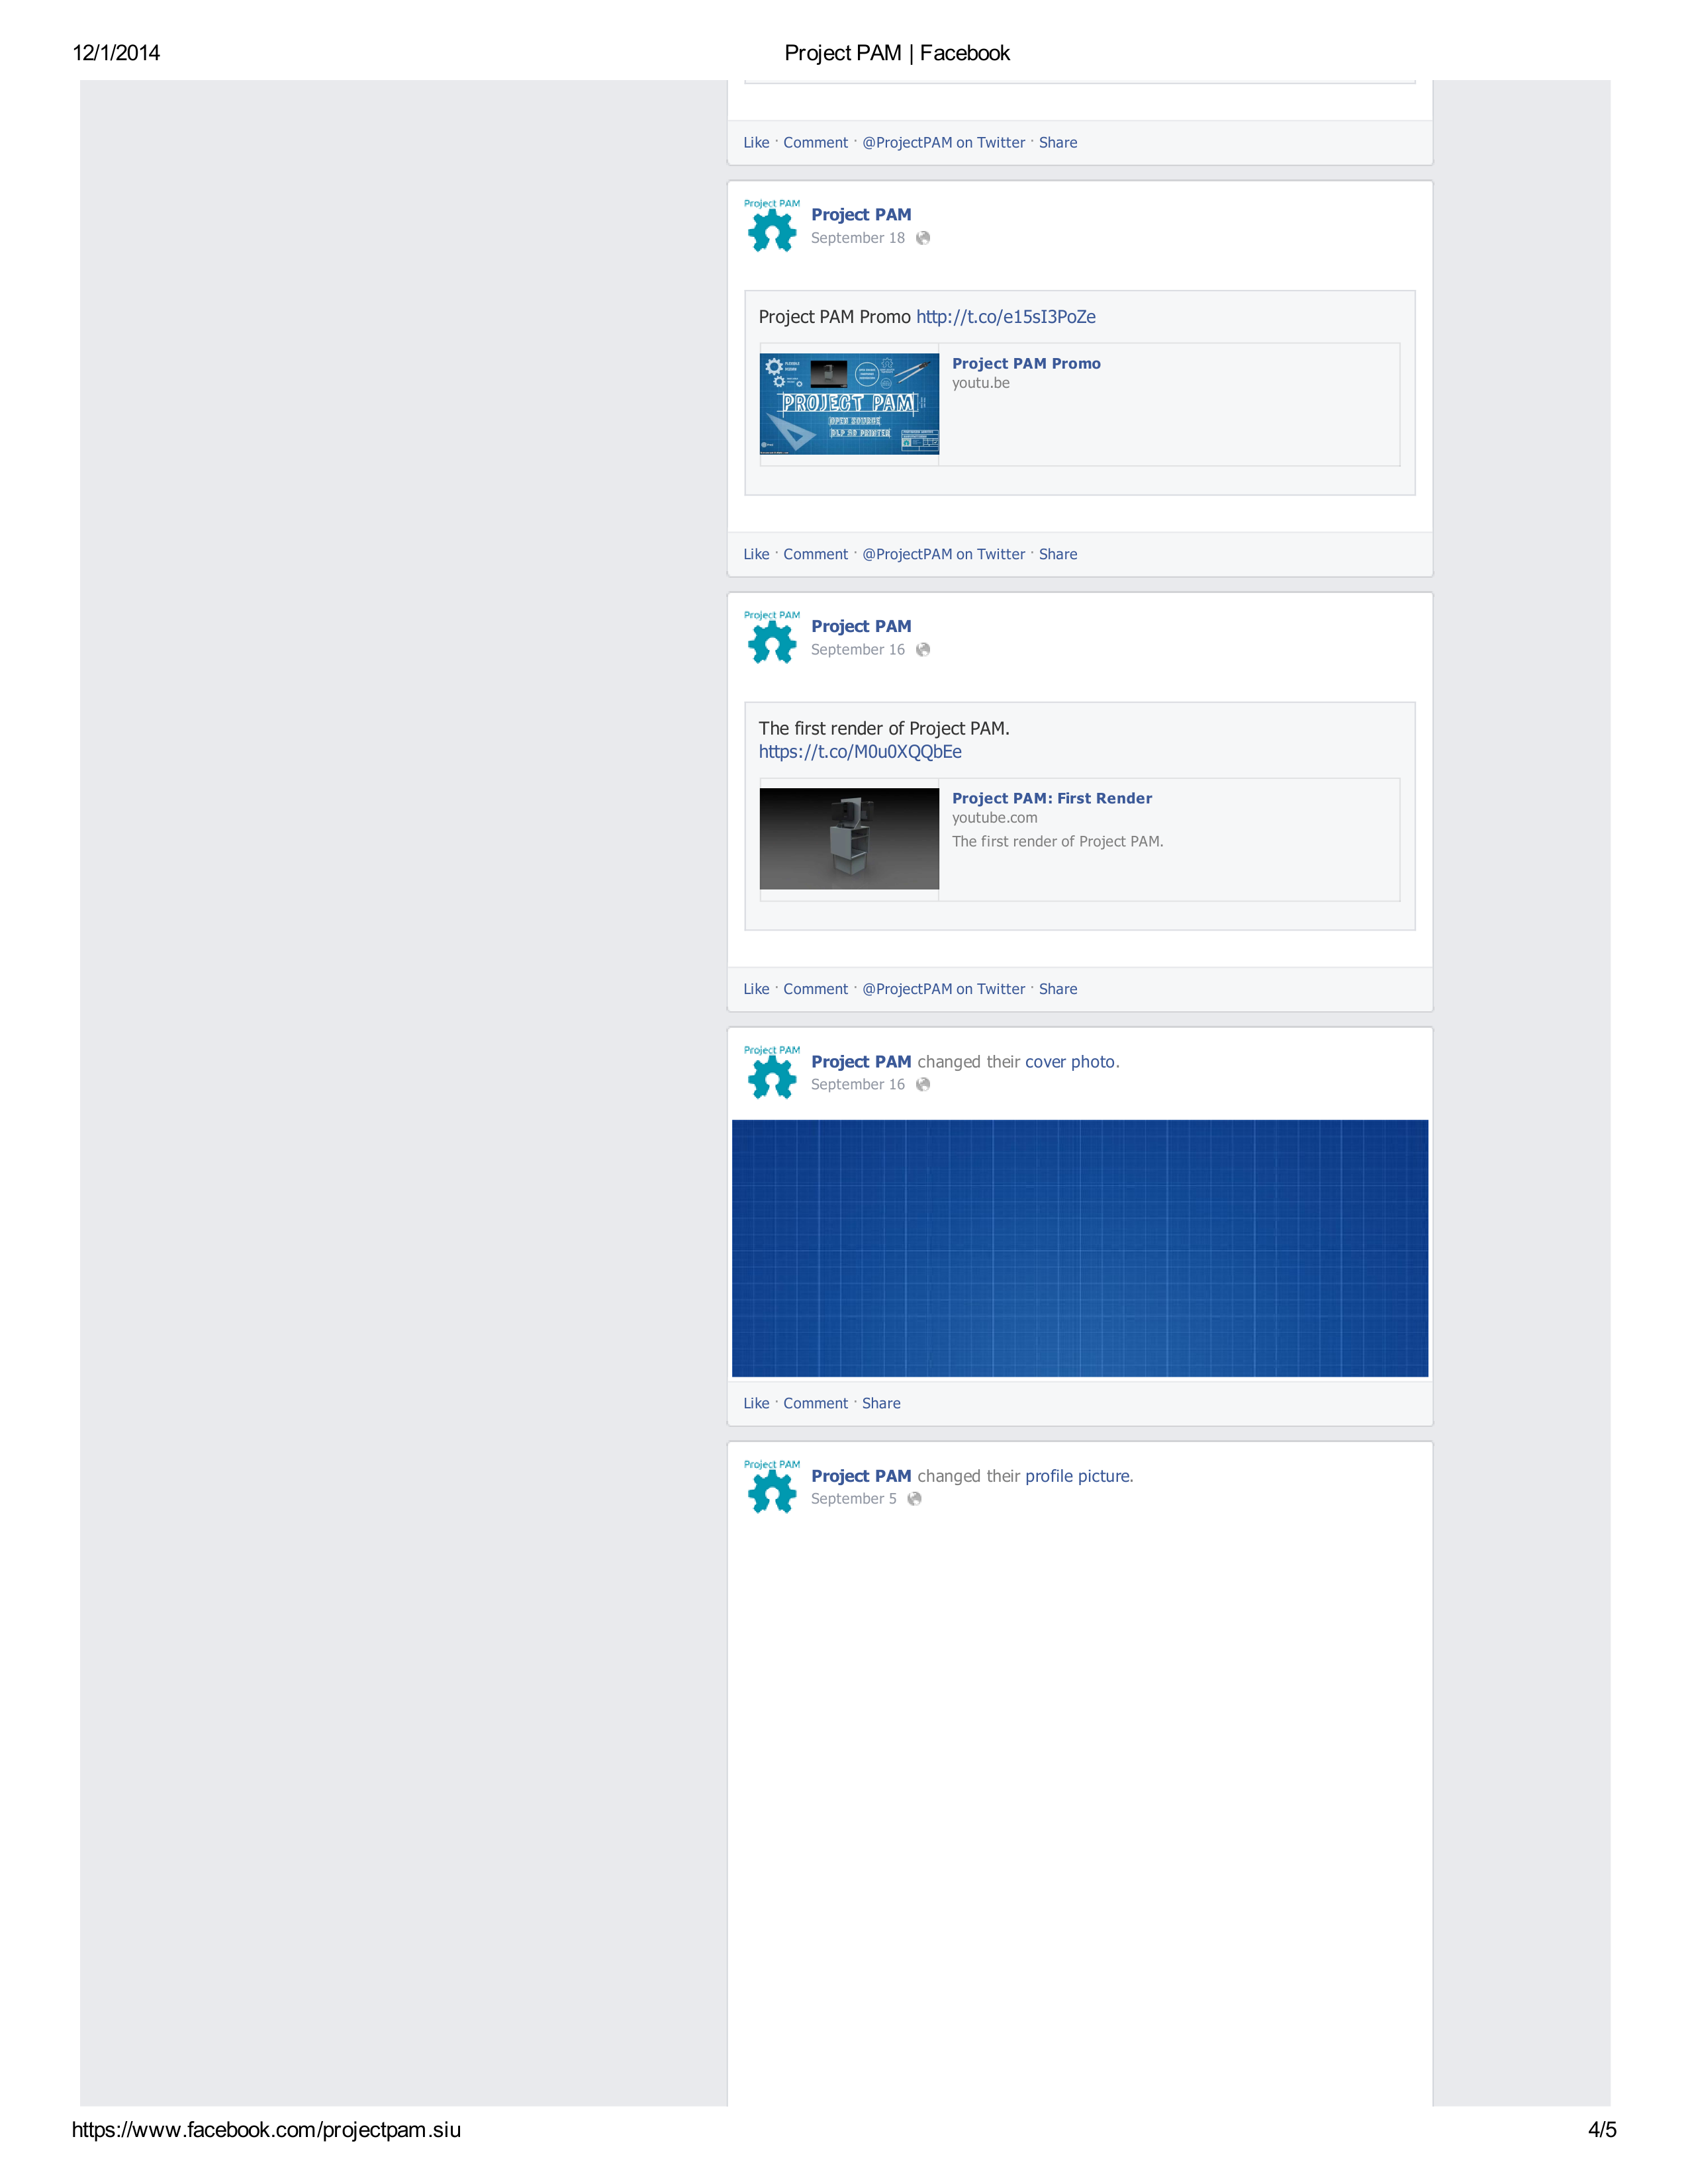 12/1/2014
Project PAM | Facebook
Like · Comment · @ProjectPAM on Twitter · Share
Project PAM
Project PAM
September 18
Project PAM Promo http://t.co/e15sI3PoZe
PROJECT PAM
OPEN SOURCE
DLP 3D PRINTER
Project PAM Promo
youtu.be
Like · Comment · @ProjectPAM on Twitter · Share
Project PAM
Project PAM
September 16
The first render of Project PAM.
https://t.co/M0u0XQQbEe
Project PAM: First Render
youtube.com
The first render of Project PAM.
Like · Comment · @ProjectPAM on Twitter · Share
Project PAM
Project PAM changed their cover photo.
September 16
Like · Comment · Share
Project PAM
Project PAM changed their profile picture.
September 5
https://www.facebook.com/projectpam.siu
4/5